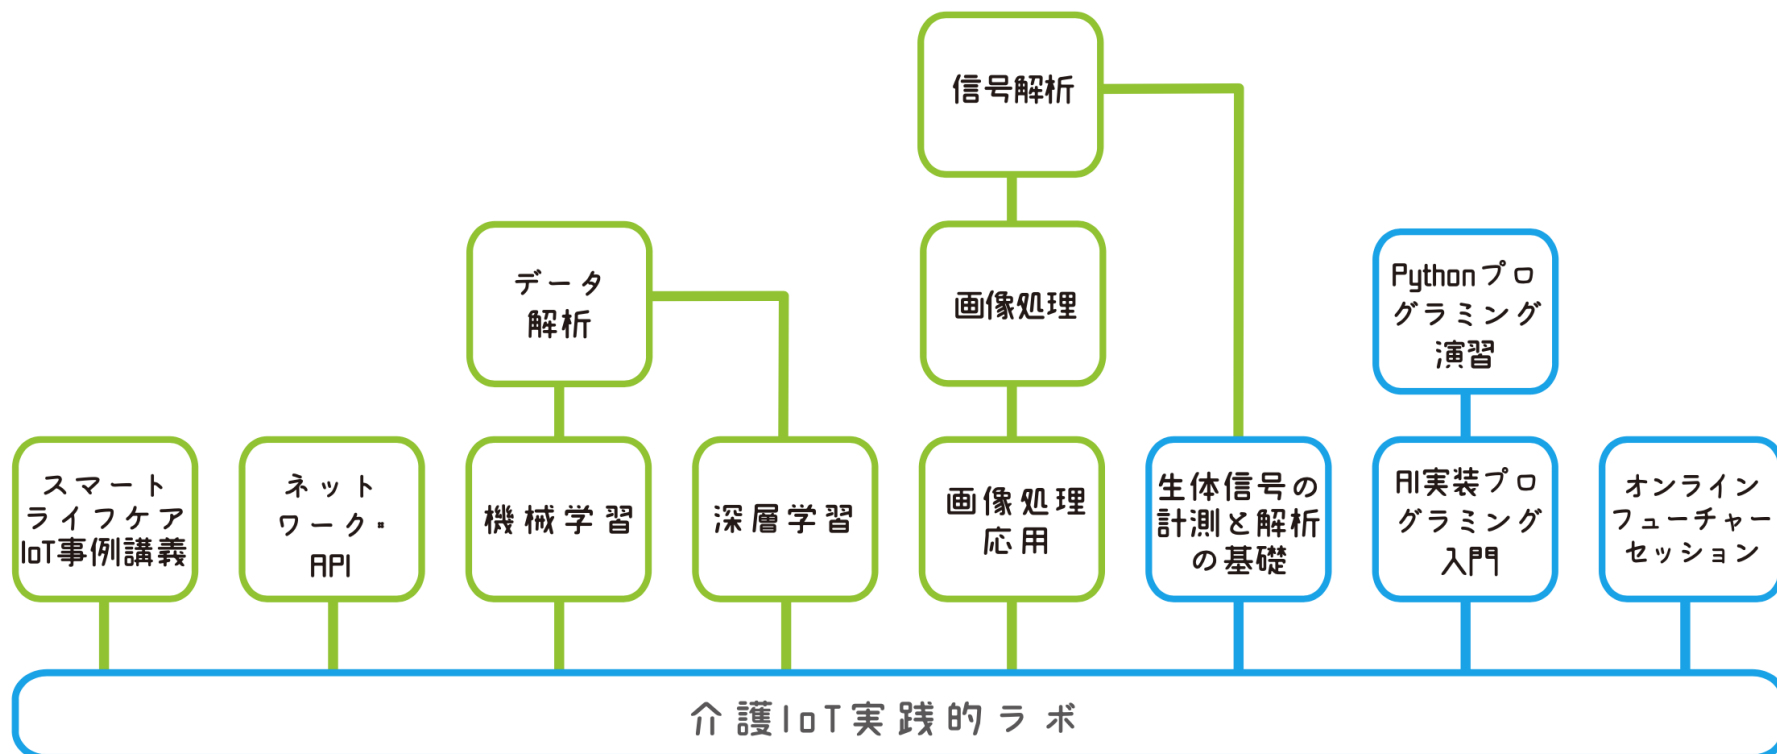 信号解析
データ
解析
画像処理
Pythonプロ
グラミング
演習
スマート
ライフケア
IoT事例講義
ネット
ワーク・
API
機械学習
深層学習
画像処理
応用
生体信号の
計測と解析
の基礎
AI実装プロ
グラミング
入門
オンライン
フューチャー
セッション
介護IoT実践的ラボ